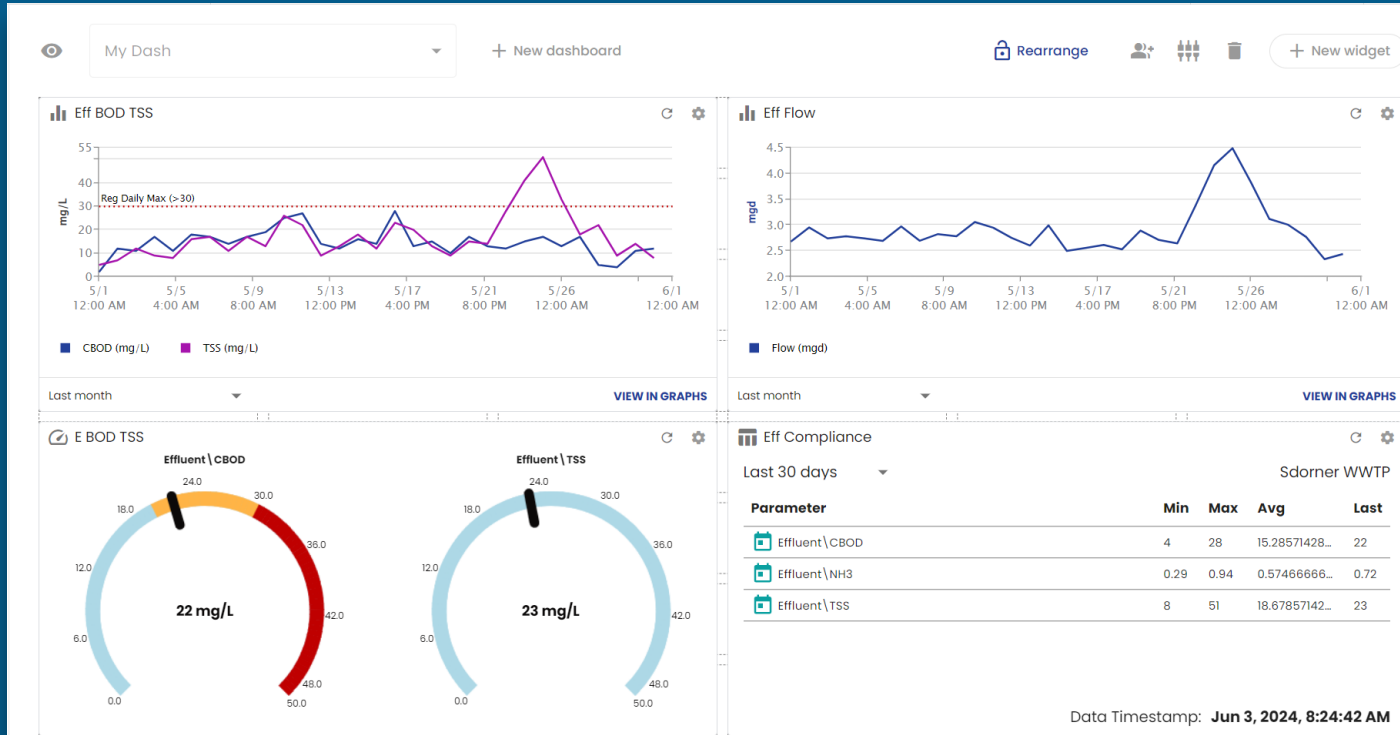 My Dash
+ New dashboard
Rearrange
+ New widget
Eff BOD TSS
55
40
30
20
10
0
mg/L
Reg Daily Max (>30)
5/1 5/5 5/9 5/13 5/17 5/21 5/26 6/1
12:00 AM 4:00 AM 8:00 AM 12:00 PM 4:00 PM 8:00 PM 12:00 AM 12:00 AM
CBOD (mg/L) TSS (mg/L)
Last month
VIEW IN GRAPHS
Eff Flow
4.5
4.0
3.5
3.0
2.5
2.0
mgd
5/1 5/5 5/9 5/13 5/17 5/21 5/26 6/1
12:00 AM 4:00 AM 8:00 AM 12:00 PM 4:00 PM 8:00 PM 12:00 AM 12:00 AM
Flow (mgd)
Last month
VIEW IN GRAPHS
E BOD TSS
Effluent\CBOD
0.0
6.0
12.0
18.0
24.0
30.0
36.0
42.0
48.0
50.0
22 mg/L
Effluent\TSS
0.0
6.0
12.0
18.0
24.0
30.0
36.0
42.0
48.0
50.0
23 mg/L
Eff Compliance
Last 30 days
Sdorner WWTP
Parameter Min Max Avg Last
Effluent\CBOD 4 28 15.28571428... 22
Effluent\NH3 0.29 0.94 0.57466666... 0.72
Effluent\TSS 8 51 18.67857142... 23
Data Timestamp: Jun 3, 2024, 8:24:42 AM